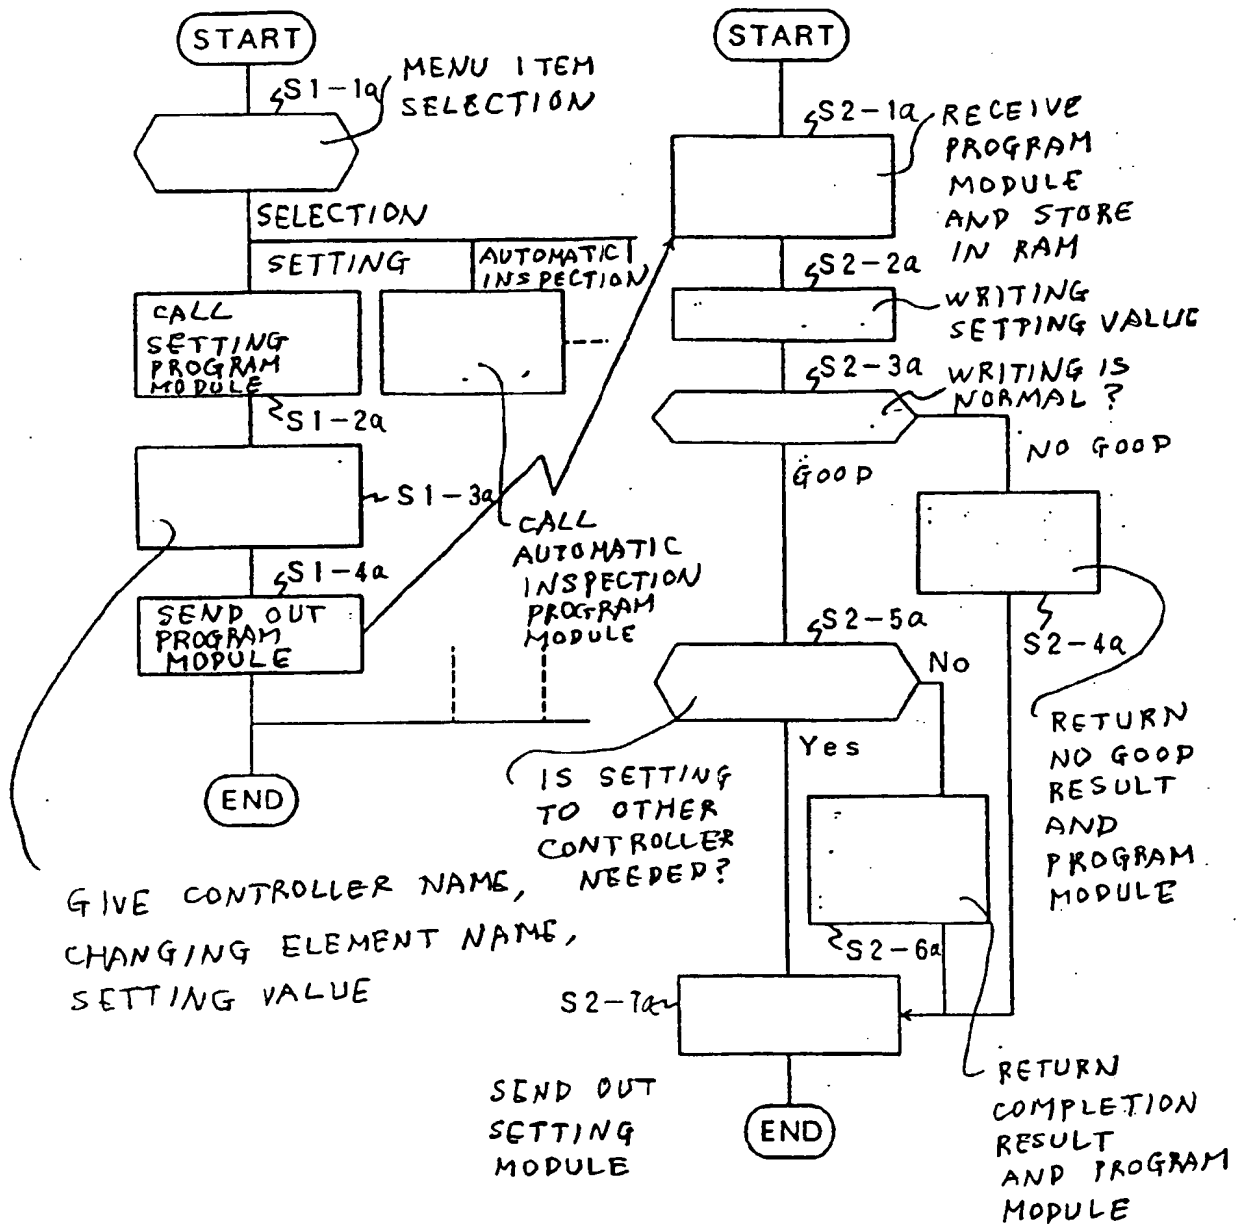 START
S1-1a
MENU ITEM
SELECTION
SELECTION
SETTING
AUTOMATIC
INSPECTION
CALL
SETTING
PROGRAM
MODULE
S1-2a
S1-3a
CALL
AUTOMATIC
INSPECTION
PROGRAM
MODULE
S1-4a
SEND OUT
PROGRAM
MODULE
END
GIVE CONTROLLER NAME,
CHANGING ELEMENT NAME,
SETTING VALUE
START
S2-1a
RECEIVE
PROGRAM
MODULE
AND STORE
IN RAM
S2-2a
WRITING
SETPING VALUE
S2-3a
WRITING IS
NORMAL?
NO GOOD
GOOD
S2-4a
RETURN
NO GOOD
RESULT
AND
PROGRAM
MODULE
S2-5a
No
Yes
IS SETTING
TO OTHER
CONTROLLER
NEEDED?
S2-6a
RETURN
COMPLETION
RESULT
AND PROGRAM
MODULE
S2-7a
SEND OUT
SETTING
MODULE
END